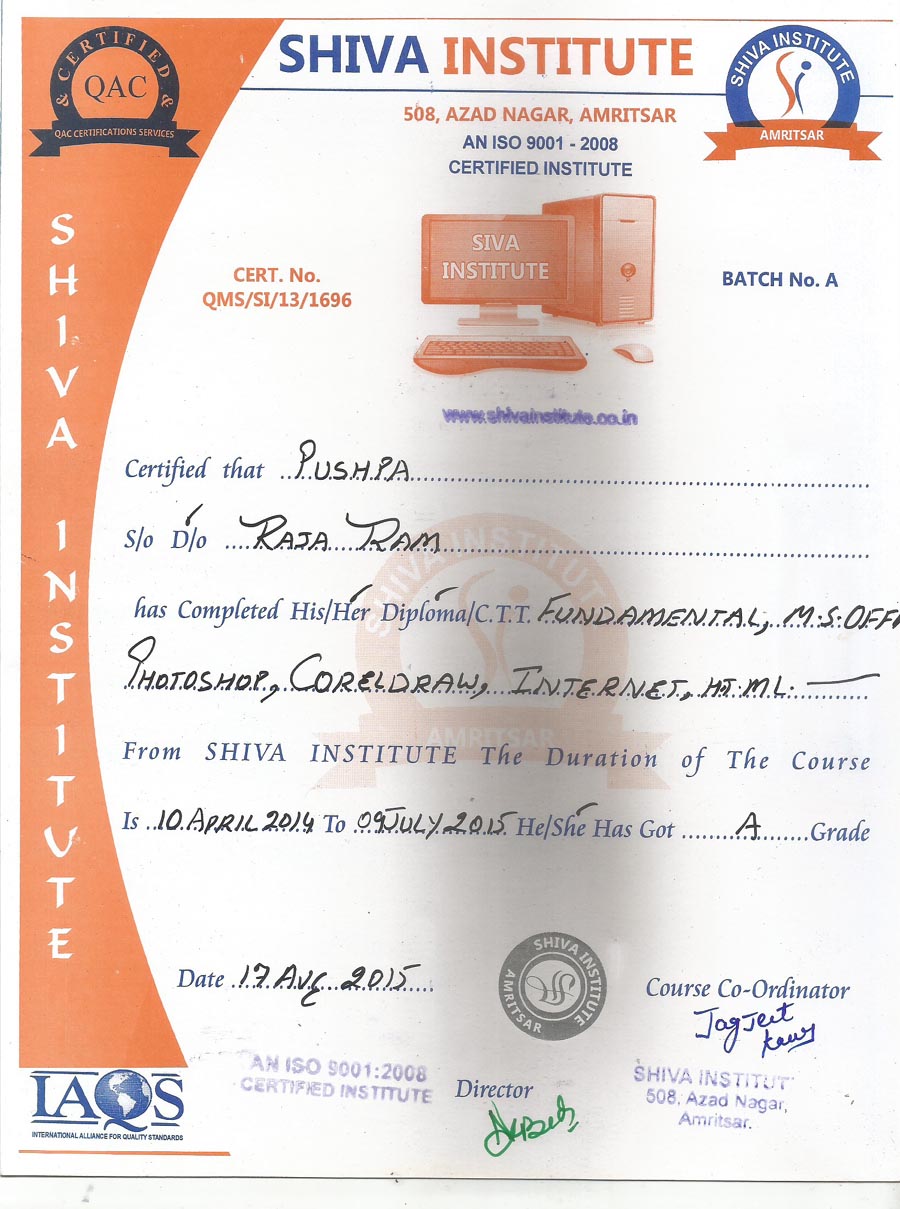 CERTIFIED
& &
QAC
QAC CERTIFICATIONS SERVICES
SHIVA INSTITUTE
SHIVA INSTITUTE
AMRITSAR
508, AZAD NAGAR, AMRITSAR
AN ISO 9001 - 2008
CERTIFIED INSTITUTE
SHIVA INSTITUTE
SIVA
INSTITUTE
CERT. No.
QMS/SI/13/1696
BATCH No. A
www.shivainstitute.co.in
Certified that PUSHPA
S/o D/o RAJA RAM
SHIVA INSTITUTE
AMRITSAR
has Completed His/Her Diploma/C.T.T. FUNDAMENTAL, M.S.OFFI
PHOTOSHOP, CORELDRAW, INTERNET, H.T.M.L.
From SHIVA INSTITUTE The Duration of The Course
Is 10 APRIL 2014 To 09 JULY 2015 He/She Has Got A Grade
Date 17 AUG 2015
SHIVA INSTITUTE
AMRITSAR
Course Co-Ordinator
Jagjeet
Kaur
AN ISO 9001:2008
CERTIFIED INSTITUTE
Director
SHIVA INSTITUT
508, Azad Nagar,
Amritsar.
IAQS
INTERNATIONAL ALLIANCE FOR QUALITY STANDARDS